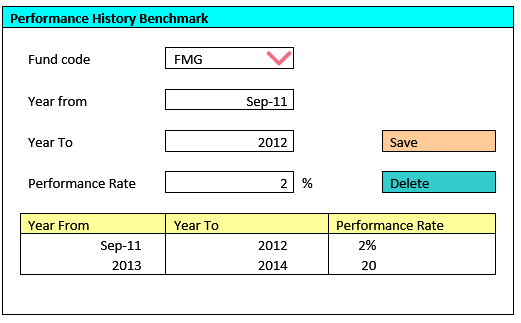 Performance History Benchmark
Fund code FMG
Year from Sep-11
Year To 2012 Save
Performance Rate 2 % Delete
Year From Year To Performance Rate
Sep-11 2012 2%
2013 2014 20